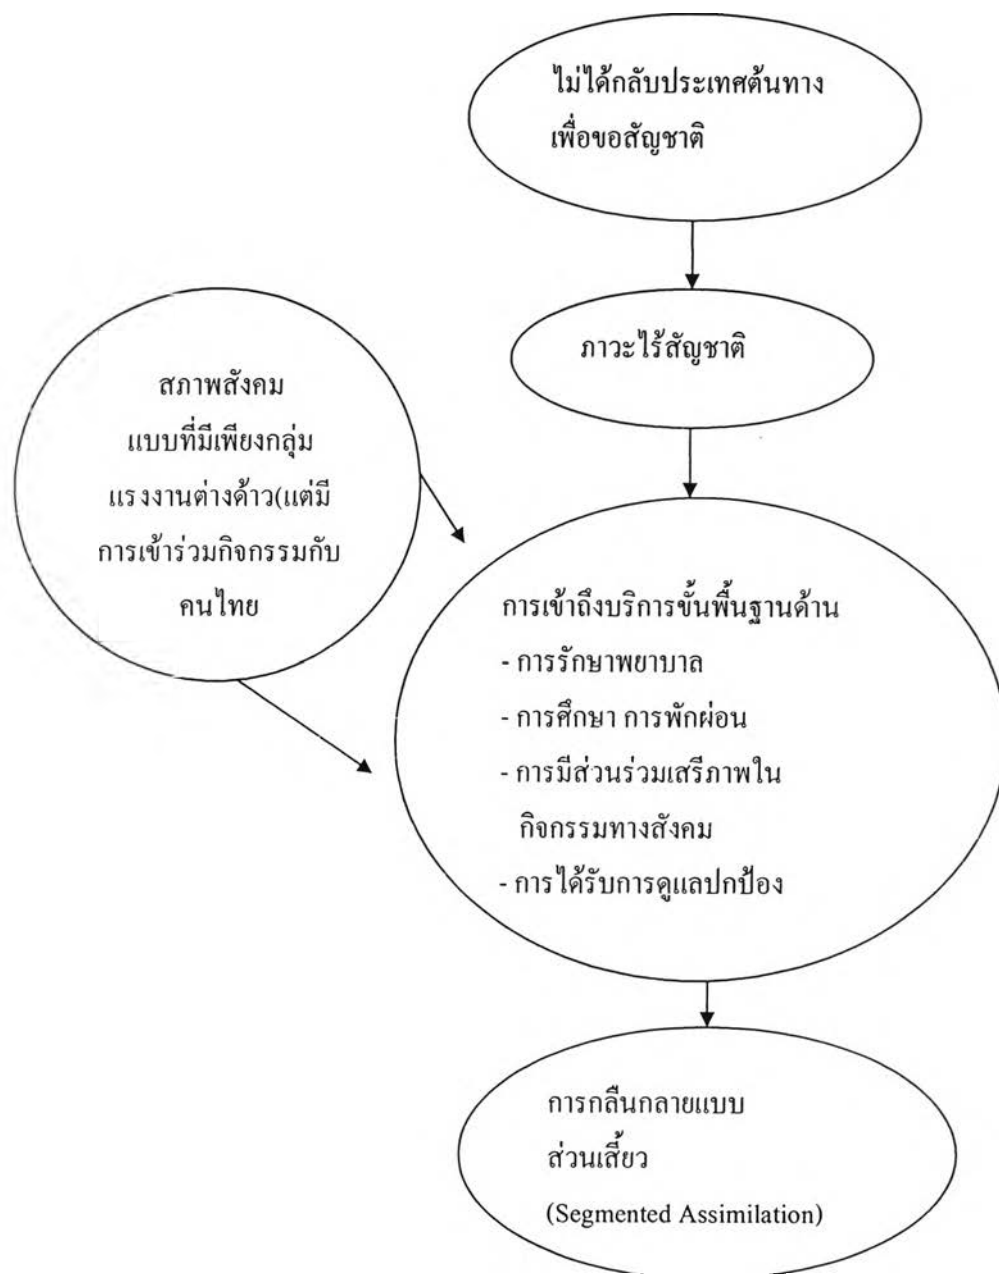 ไม่ได้กลับประเทศต้นทาง
เพื่อขอสัญชาติ
ภาวะไร้สัญชาติ
สภาพสังคม
แบบที่มีเพียงกลุ่ม
แรงงานต่างด้าว(แต่มี
การเข้าร่วมกิจกรรมกับ
คนไทย
การเข้าถึงบริการขั้นพื้นฐานด้าน
- การรักษาพยาบาล
- การศึกษา การพักผ่อน
- การมีส่วนร่วมเสรีภาพใน
กิจกรรมทางสังคม
- การได้รับการดูแลปกป้อง
การกลืนกลายแบบ
ส่วนเสี้ยว
(Segmented Assimilation)